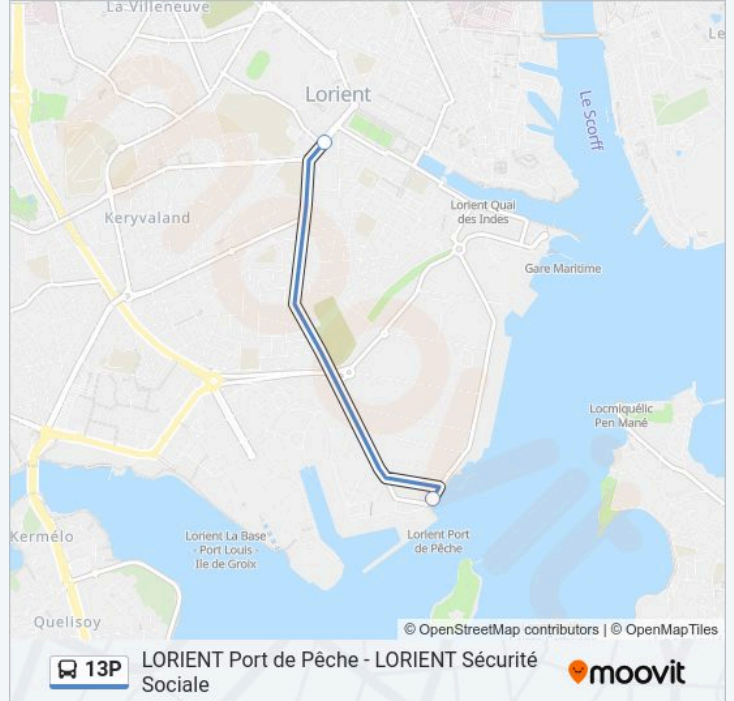 La Villeneuve
Le
Lorient
Le Scorff
Lorient Quai
des Indes
Keryvaland
Gare Maritime
Locmiquélic
Pen Mané
Kermélo
Lorient La Base
- Port Louis -
Ile de Groix
Lorient Port
de Pêche
Quelisoy
© OpenStreetMap contributors | © OpenMapTiles
13P
LORIENT Port de Pêche - LORIENT Sécurité
Sociale
moovit